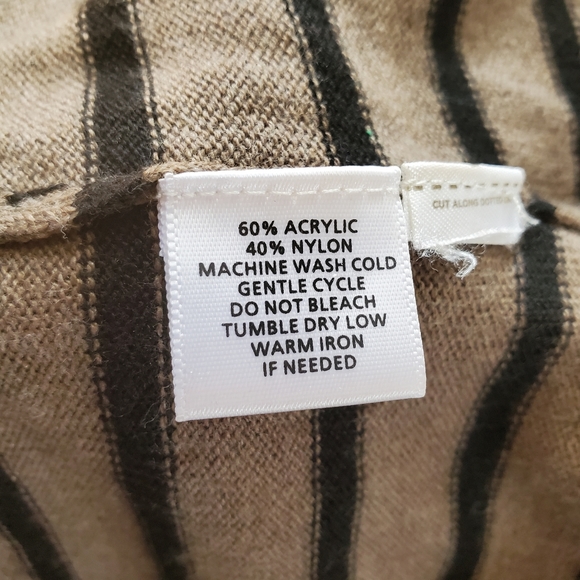 60% ACRYLIC
40% NYLON
MACHINE WASH COLD
GENTLE CYCLE
DO NOT BLEACH
TUMBLE DRY LOW
WARM IRON
IF NEEDED
CUT ALONG DOTTED